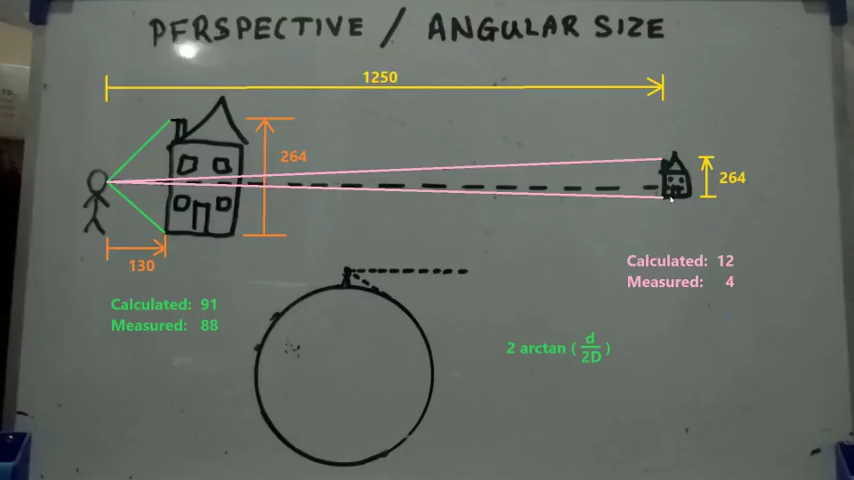 PERSPECTIVE / ANGULAR SIZE
1250
264
264
130
Calculated: 12
Measured: 4
Calculated: 91
Measured: 88
2 arctan ( d/2D )